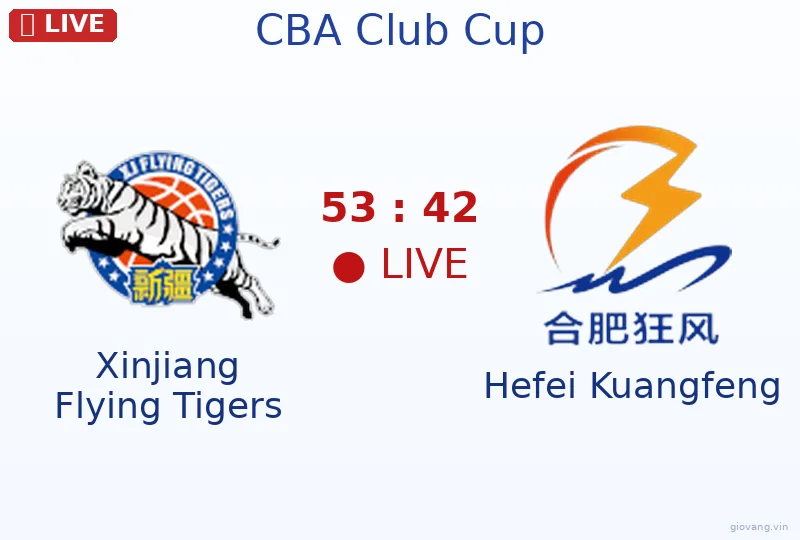 LIVE
CBA Club Cup
XJ FLYING TIGERS
新疆
53 : 42
● LIVE
合肥狂风
Xinjiang
Flying Tigers
Hefei Kuangfeng
giovang.vin